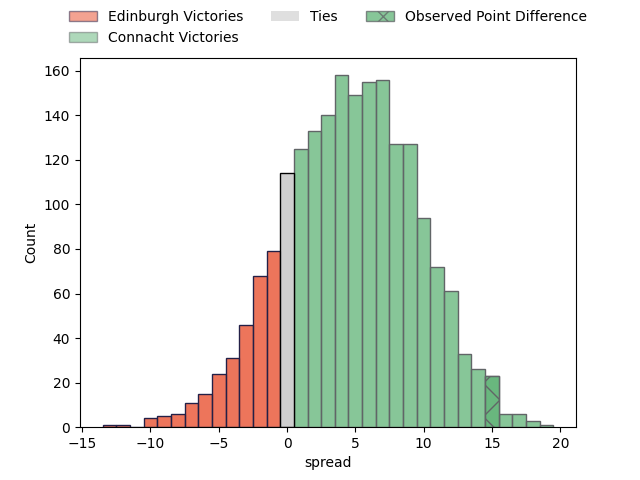 Edinburgh Victories
Ties
Observed Point Difference
Connacht Victories
160
140
120
100
80
60
40
20
0
Count
−15
−10
−5
0
5
10
15
20
spread